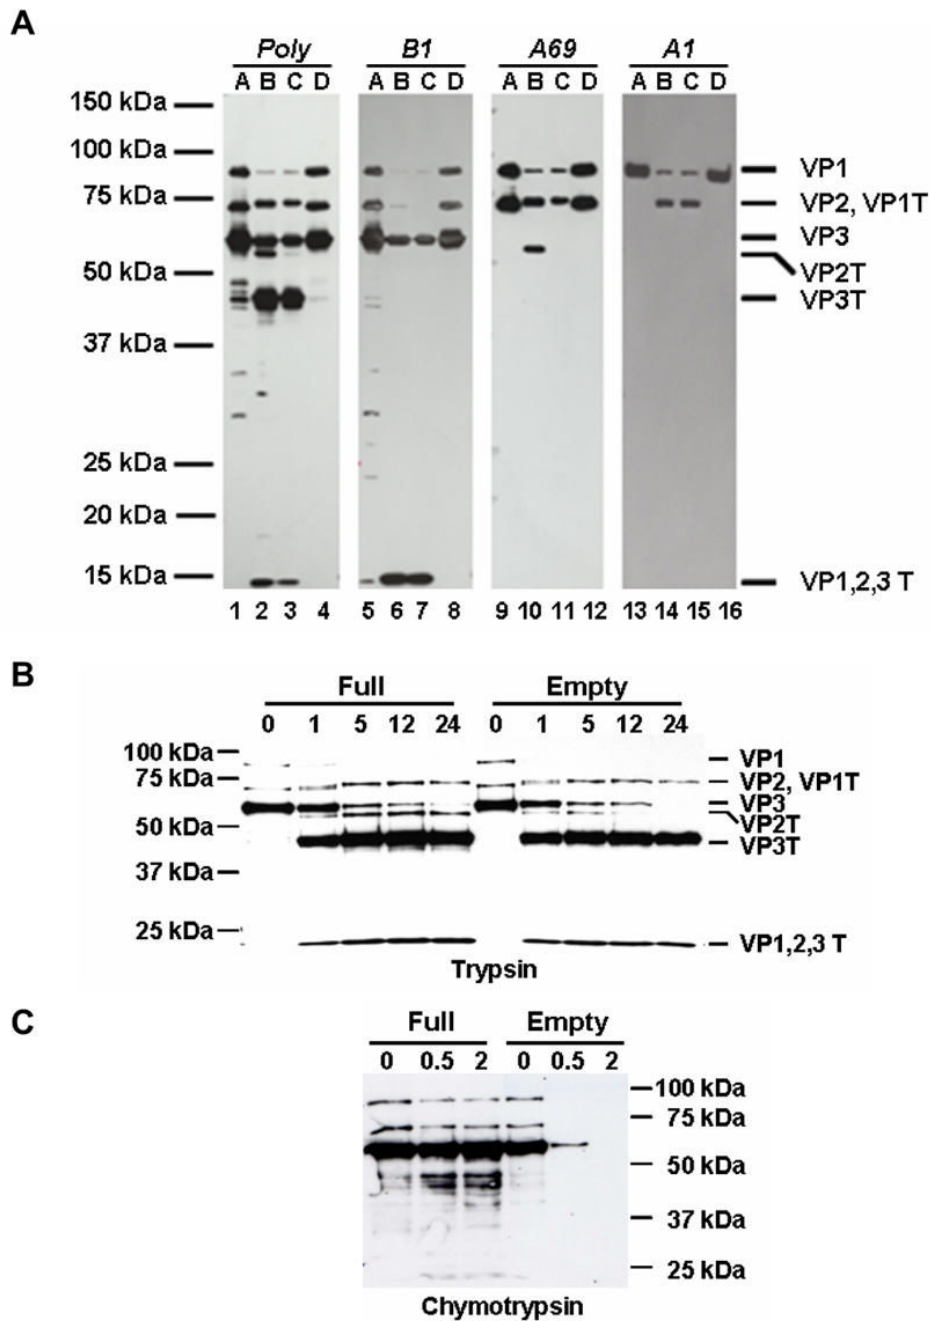 A
Poly B1 A69 A1
A B C D A B C D A B C D A B C D
150 kDa
100 kDa
75 kDa
50 kDa
37 kDa
25 kDa
20 kDa
15 kDa
VP1
VP2, VP1T
VP3
VP2T
VP3T
VP1,2,3 T
1 2 3 4 5 6 7 8 9 10 11 12 13 14 15 16
B
Full Empty
0 1 5 12 24 0 1 5 12 24
100 kDa
75 kDa
50 kDa
37 kDa
25 kDa
VP1
VP2, VP1T
VP3
VP2T
VP3T
VP1,2,3 T
Trypsin
C
Full Empty
0 0.5 2 0 0.5 2
100 kDa
75 kDa
50 kDa
37 kDa
25 kDa
Chymotrypsin